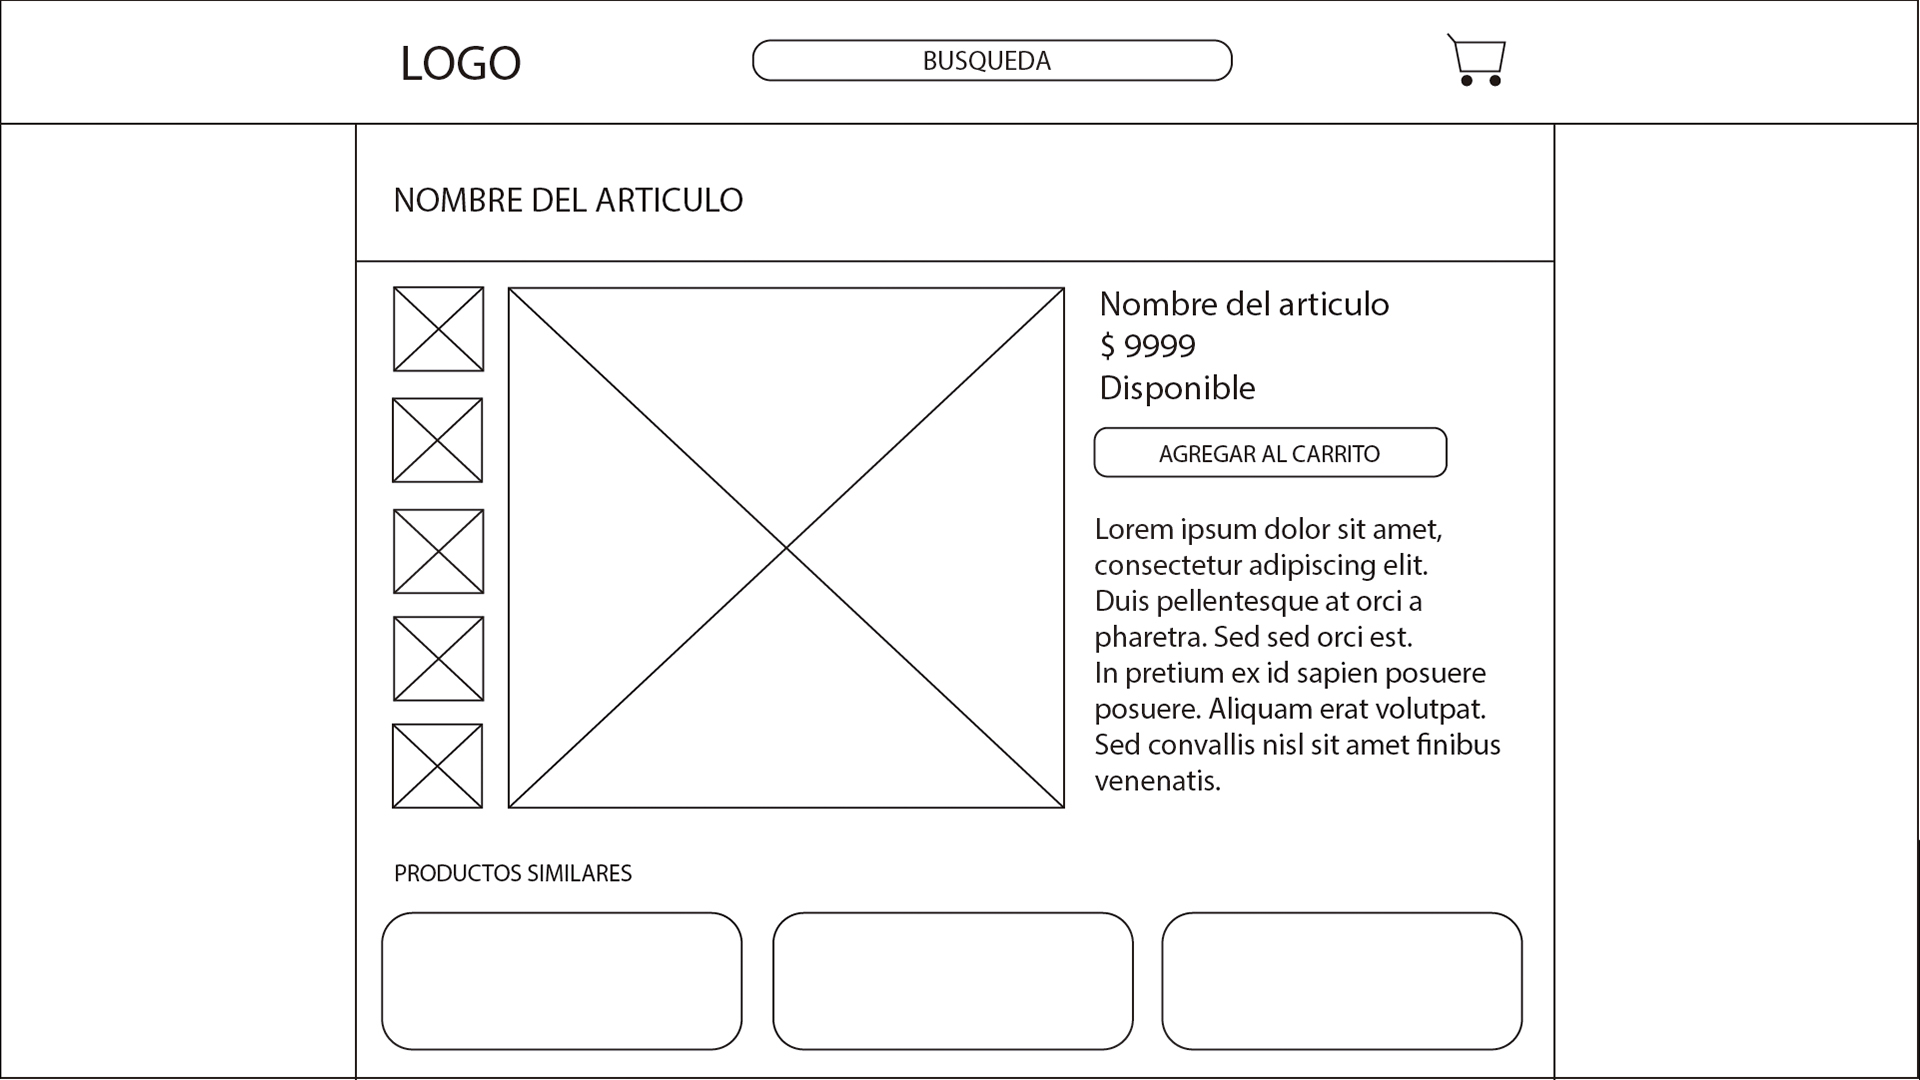 LOGO
BUSQUEDA
NOMBRE DEL ARTICULO
Nombre del articulo
$ 9999
Disponible
AGREGAR AL CARRITO
Lorem ipsum dolor sit amet,
consectetur adipiscing elit.
Duis pellentesque at orci a
pharetra. Sed sed orci est.
In pretium ex id sapien posuere
posuere. Aliquam erat volutpat.
Sed convallis nisl sit amet finibus
venenatis.
PRODUCTOS SIMILARES